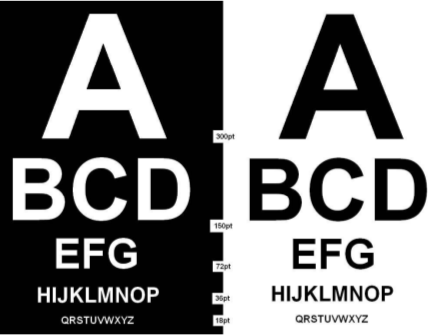 A
BCD
EFG
HIJKLMNOP
QRSTUVWXYZ
300pt
150pt
72pt
36pt
18pt
A
BCD
EFG
HIJKLMNOP
QRSTUVWXYZ